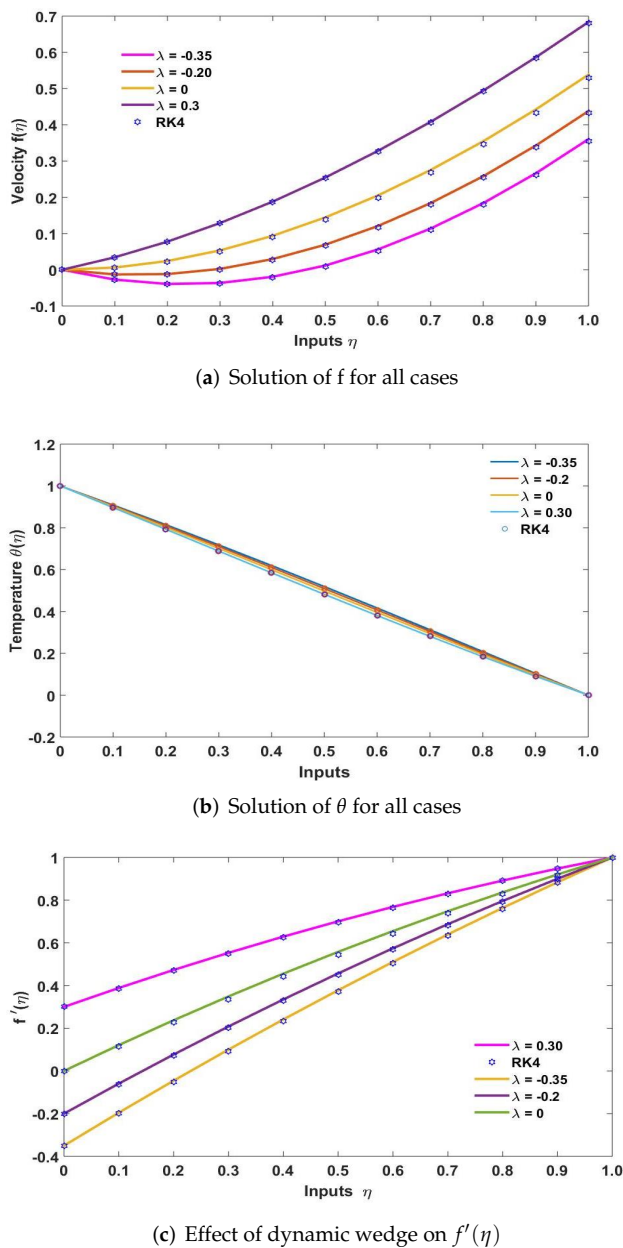 0.7
0.6
0.5
0.4
0.3
0.2
0.1
0
-0.1
Velocity f(η)
λ = -0.35
λ = -0.20
λ = 0
λ = 0.3
RK4
0 0.1 0.2 0.3 0.4 0.5 0.6 0.7 0.8 0.9 1.0
Inputs η
(a) Solution of f for all cases
1.2
1
0.8
0.6
0.4
0.2
0
-0.2
Temperature θ(η)
λ = -0.35
λ = -0.2
λ = 0
λ = 0.30
RK4
0 0.1 0.2 0.3 0.4 0.5 0.6 0.7 0.8 0.9 1.0
Inputs
(b) Solution of θ for all cases
1
0.8
0.6
0.4
0.2
0
-0.2
-0.4
f '(η)
λ = 0.30
RK4
λ = -0.35
λ = -0.2
λ = 0
0 0.1 0.2 0.3 0.4 0.5 0.6 0.7 0.8 0.9 1.0
Inputs η
(c) Effect of dynamic wedge on f′(η)